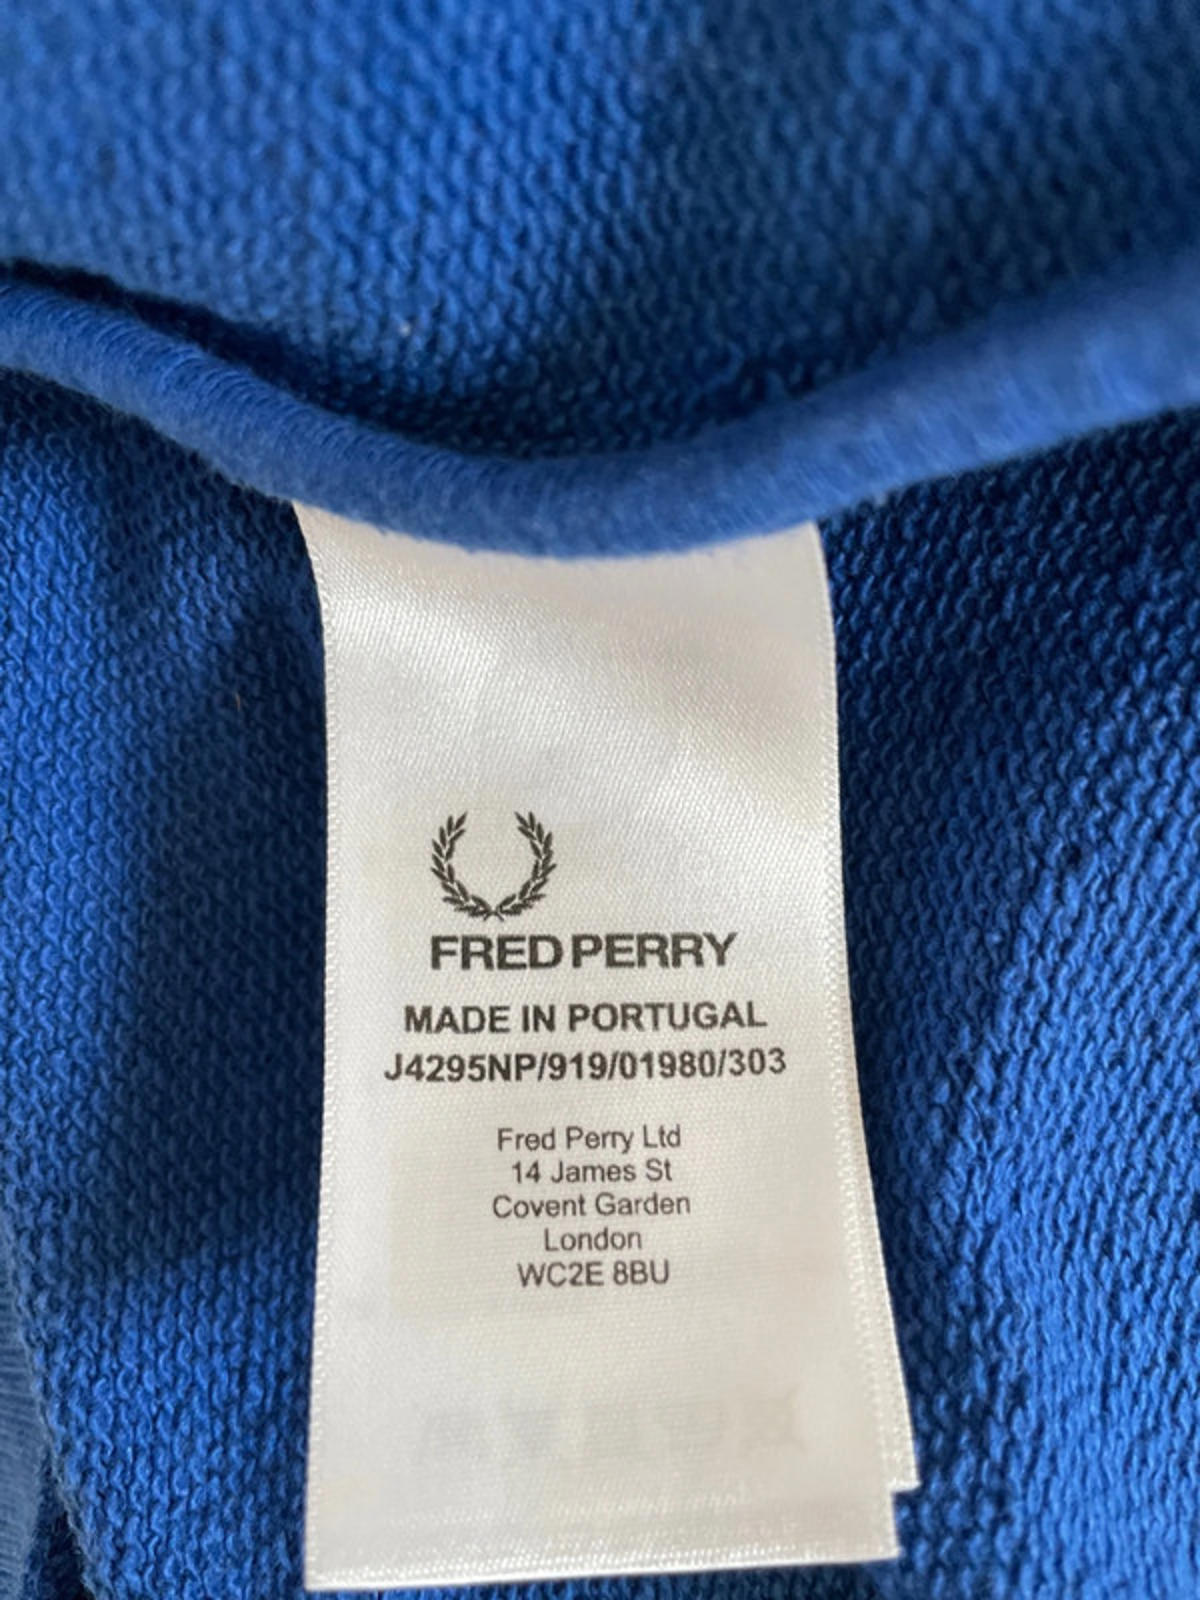 FRED PERRY
MADE IN PORTUGAL
J4295NP/919/01980/303
Fred Perry Ltd
14 James St
Covent Garden
London
WC2E 8BU